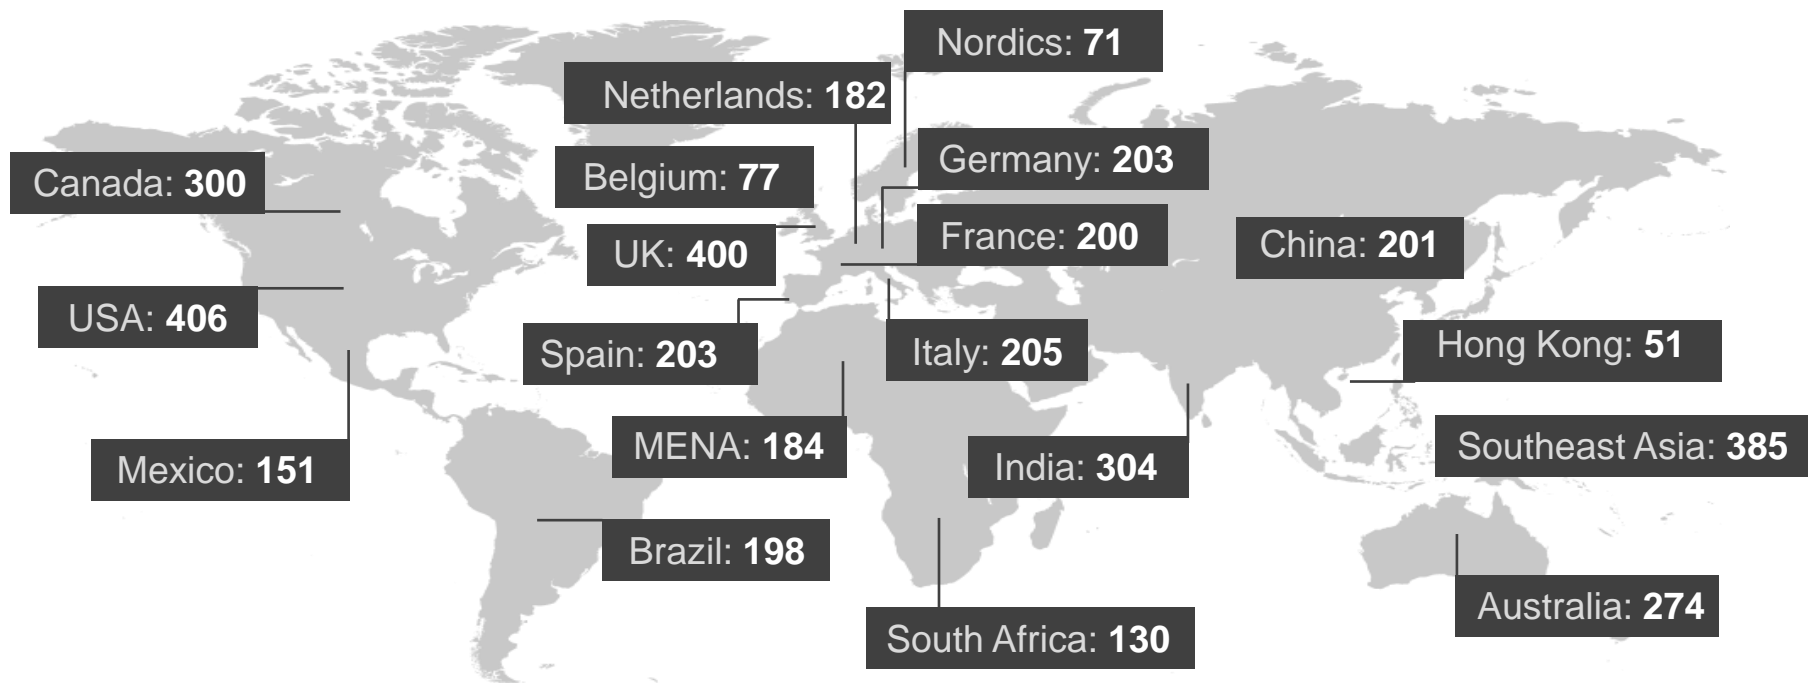 Nordics: 71
Netherlands: 182
Germany: 203
Canada: 300
Belgium: 77
France: 200
UK: 400
China: 201
USA: 406
Spain: 203
Italy: 205
Hong Kong: 51
MENA: 184
India: 304
Southeast Asia: 385
Mexico: 151
Brazil: 198
South Africa: 130
Australia: 274